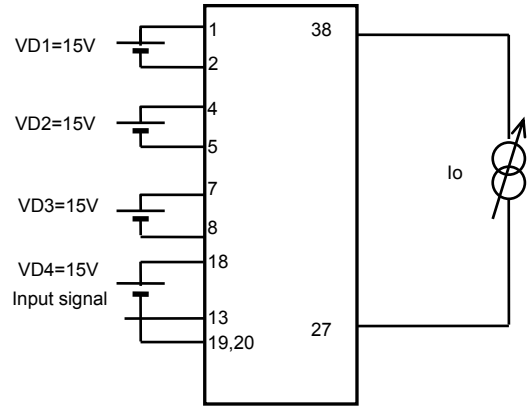 1
38
VD1=15V
2
4
VD2=15V
5
7
Io
VD3=15V
8
18
VD4=15V
Input signal
13
27
19,20